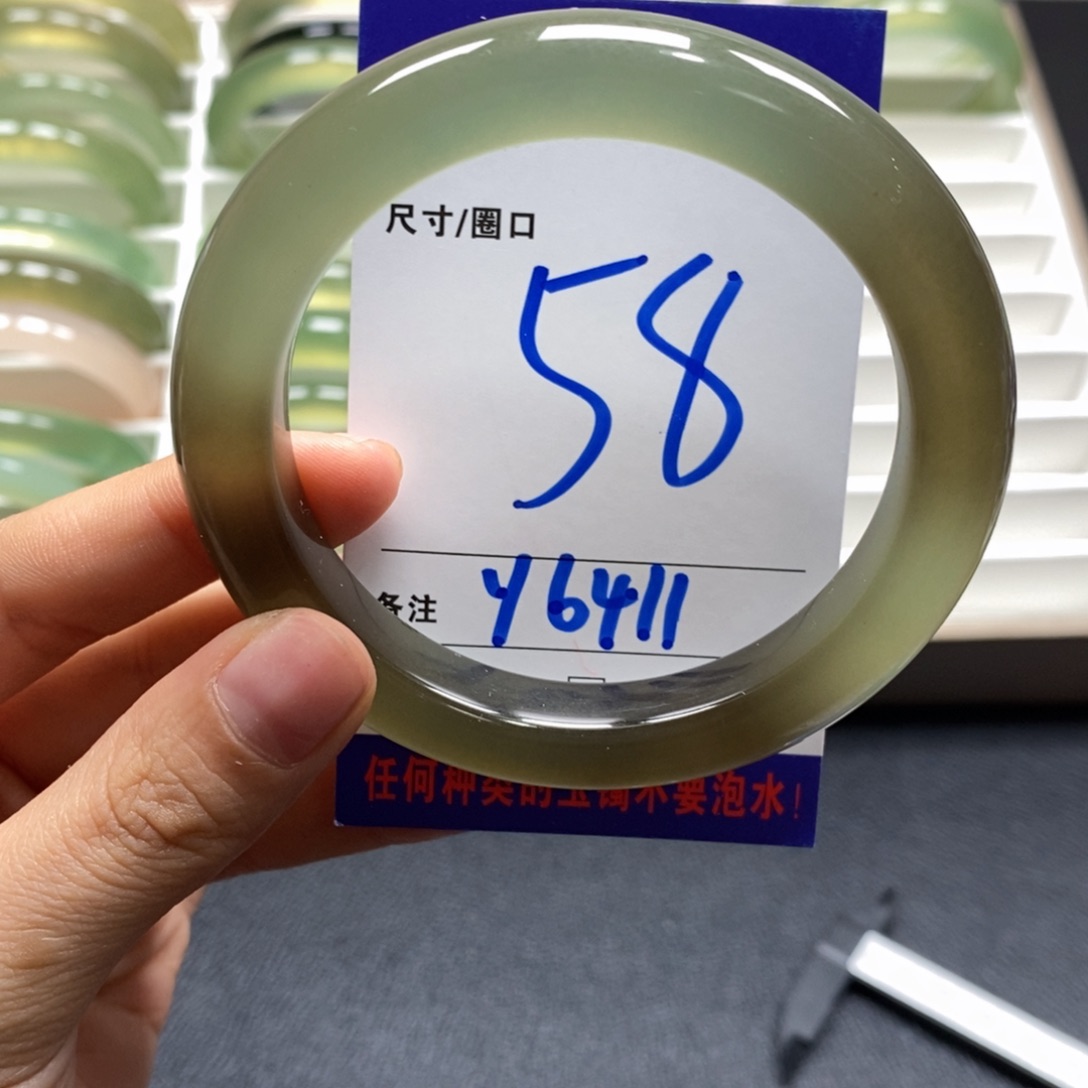 尺寸/圈口
58
备注 y6411
任何种类的玉镯不要泡水！